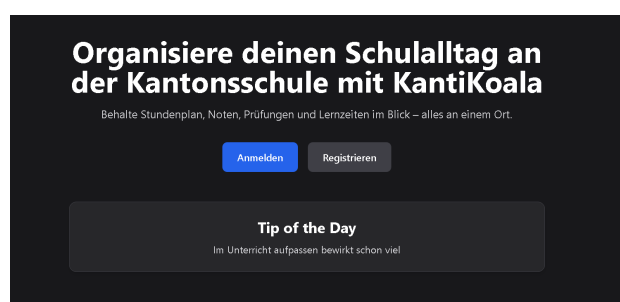 Organisiere deinen Schulalltag an
der Kantonsschule mit KantiKoala
Behalte Stundenplan, Noten, Prüfungen und Lernzeiten im Blick – alles an einem Ort.
Anmelden
Registrieren
Tip of the Day
Im Unterricht aufpassen bewirkt schon viel